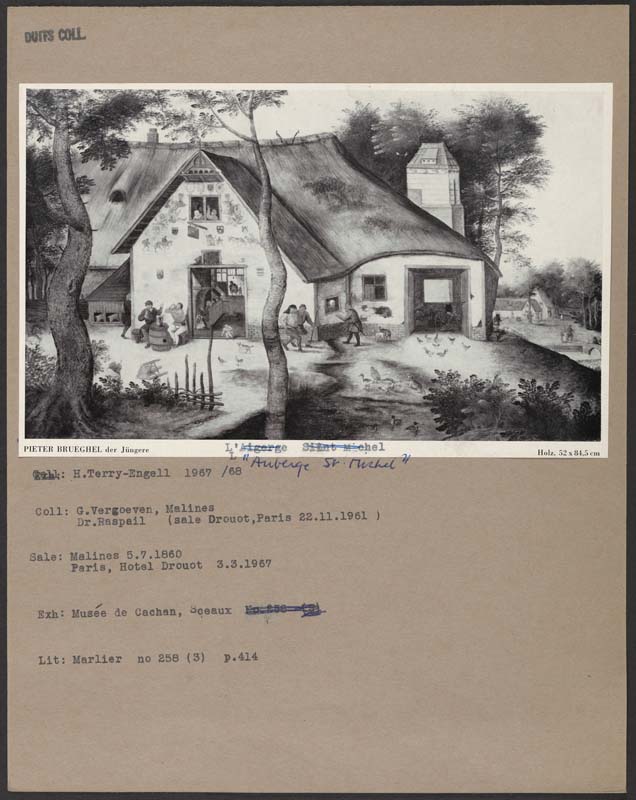 DUITS COLL.
PIETER BRUEGHEL der Jüngere
L'Aigerge Saint Michel
Holz, 52 x 84,5 cm
L "Auberge St. Michel"
Coll: H.Terry-Engell 1967 /68
Coll: G.Vergoeven, Malines
Dr.Raspail (sale Drouot,Paris 22.11.1961 )
Sale: Malines 5.7.1860
Paris, Hotel Drouot 3.3.1967
Exh: Musée de Cachan, Sceaux No.258 (3)
Lit: Marlier no 258 (3) p.414